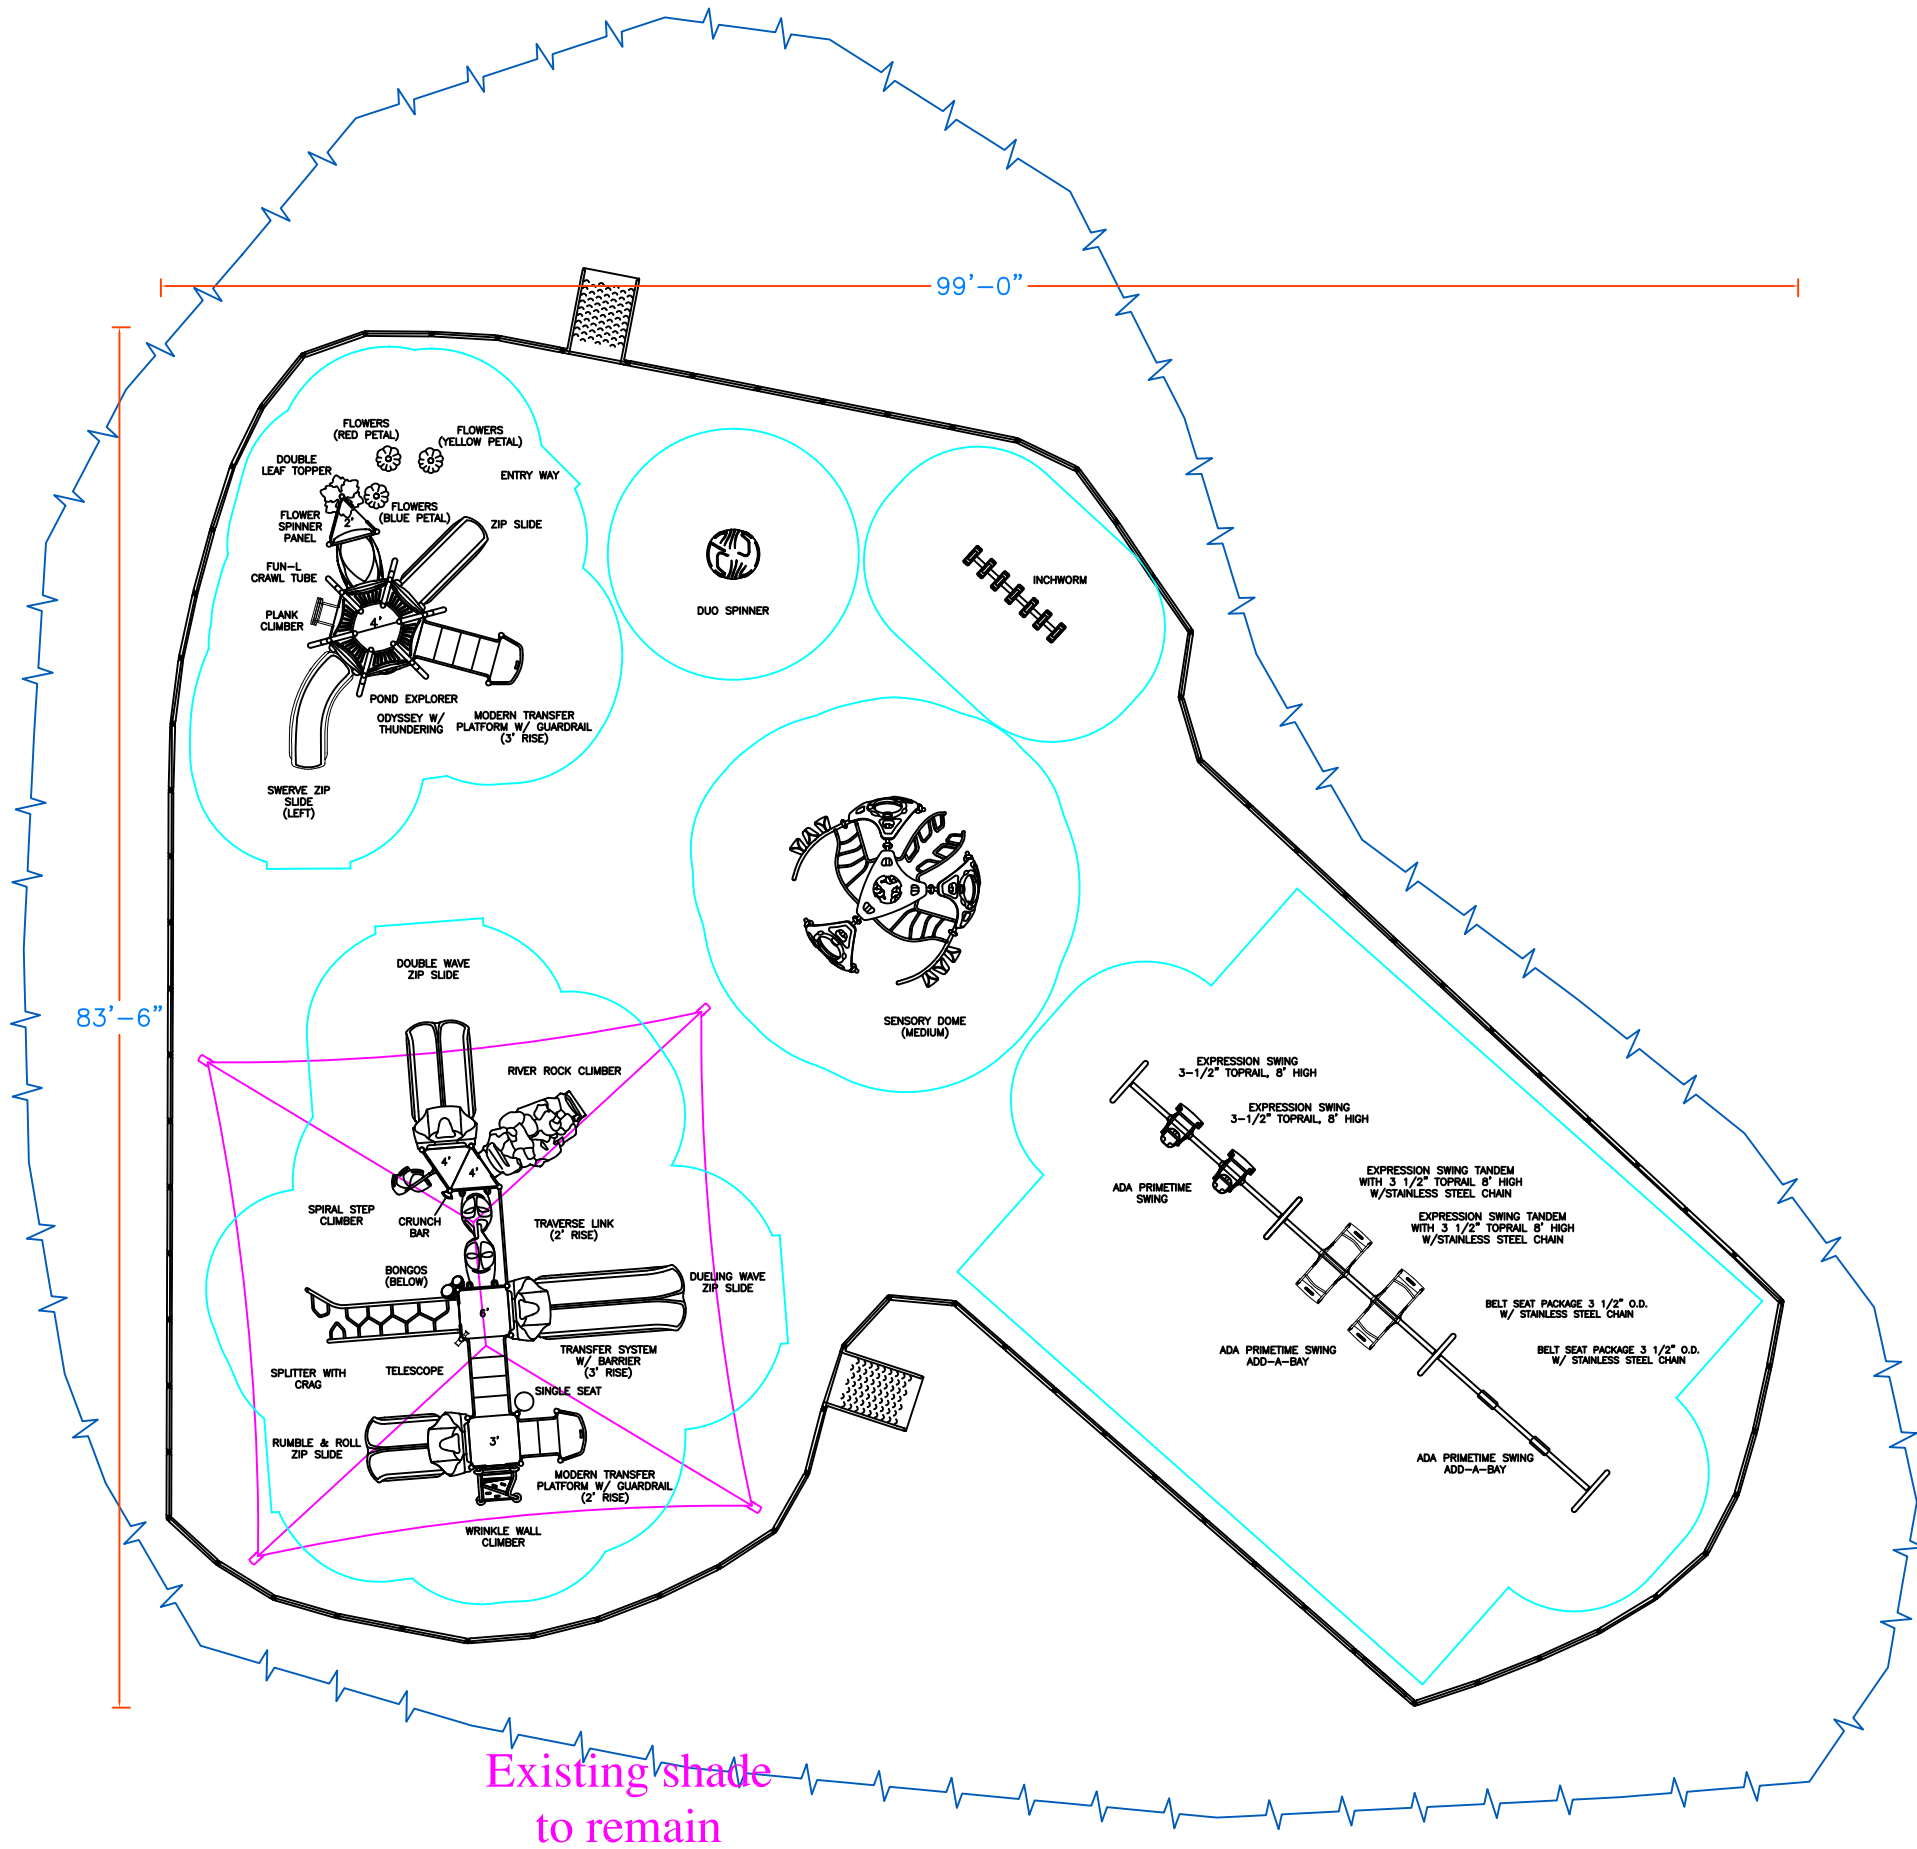 99'-0"
FLOWERS
(RED PETAL)
FLOWERS
(YELLOW PETAL)
DOUBLE
LEAF TOPPER
ENTRY WAY
FLOWERS
(BLUE PETAL)
FLOWER
SPINNER
PANEL
2'
ZIP SLIDE
FUN-L
CRAWL TUBE
PLANK
CLIMBER
4'
POND EXPLORER
ODYSSEY W/
THUNDERING
MODERN TRANSFER
PLATFORM W/ GUARDRAIL
(3' RISE)
SWERVE ZIP
SLIDE
(LEFT)
DUO SPINNER
INCHWORM
SENSORY DOME
(MEDIUM)
83'-6"
DOUBLE WAVE
ZIP SLIDE
RIVER ROCK CLIMBER
4'
4'
SPIRAL STEP
CLIMBER
CRUNCH
BAR
TRAVERSE LINK
(2' RISE)
BONGOS
(BELOW)
DUELING WAVE
ZIP SLIDE
6'
TRANSFER SYSTEM
W/ BARRIER
(3' RISE)
SPLITTER WITH
CRAG
TELESCOPE
SINGLE SEAT
RUMBLE & ROLL
ZIP SLIDE
3'
MODERN TRANSFER
PLATFORM W/ GUARDRAIL
(2' RISE)
WRINKLE WALL
CLIMBER
EXPRESSION SWING
3-1/2" TOPRAIL, 8' HIGH
EXPRESSION SWING
3-1/2" TOPRAIL, 8' HIGH
ADA PRIMETIME
SWING
EXPRESSION SWING TANDEM
WITH 3 1/2" TOPRAIL 8' HIGH
W/STAINLESS STEEL CHAIN
EXPRESSION SWING TANDEM
WITH 3 1/2" TOPRAIL 8' HIGH
W/STAINLESS STEEL CHAIN
BELT SEAT PACKAGE 3 1/2" O.D.
W/ STAINLESS STEEL CHAIN
ADA PRIMETIME SWING
ADD-A-BAY
BELT SEAT PACKAGE 3 1/2" O.D.
W/ STAINLESS STEEL CHAIN
ADA PRIMETIME SWING
ADD-A-BAY
Existing shade
to remain